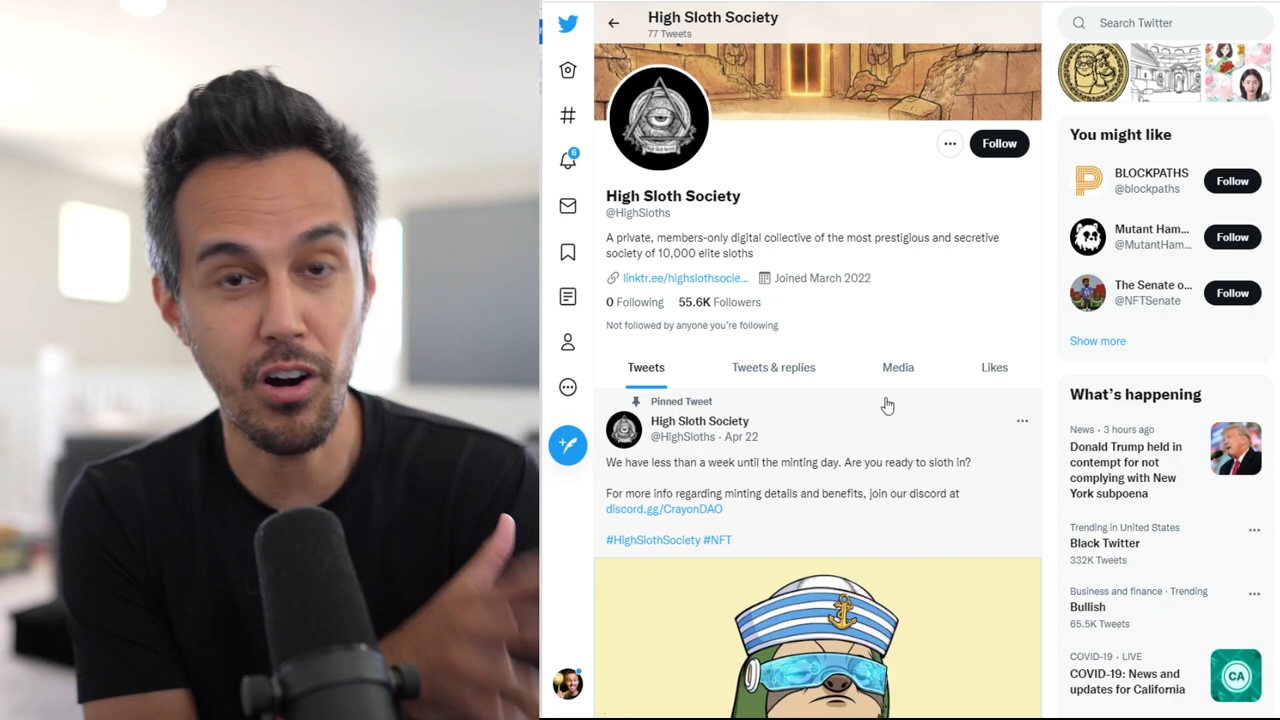 High Sloth Society
77 Tweets
Search Twitter
6
Follow
High Sloth Society
@HighSloths
A private, members-only digital collective of the most prestigious and secretive
society of 10,000 elite sloths
linktr.ee/highslothsocie...
Joined March 2022
0 Following
55.6K Followers
Not followed by anyone you're following
Tweets
Tweets & replies
Media
Likes
Pinned Tweet
High Sloth Society
@HighSloths · Apr 22
We have less than a week until the minting day. Are you ready to sloth in?
For more info regarding minting details and benefits, join our discord at
discord.gg/CrayonDAO
#HighSlothSociety #NFT
You might like
BLOCKPATHS
@blockpaths
Follow
Mutant Ham...
@MutantHam...
Follow
The Senate o...
@NFTSenate
Follow
Show more
What's happening
News · 3 hours ago
Donald Trump held in
contempt for not
complying with New
York subpoena
Trending in United States
Black Twitter
332K Tweets
Business and finance · Trending
Bullish
65.5K Tweets
COVID-19 · LIVE
COVID-19: News and
updates for California
CA